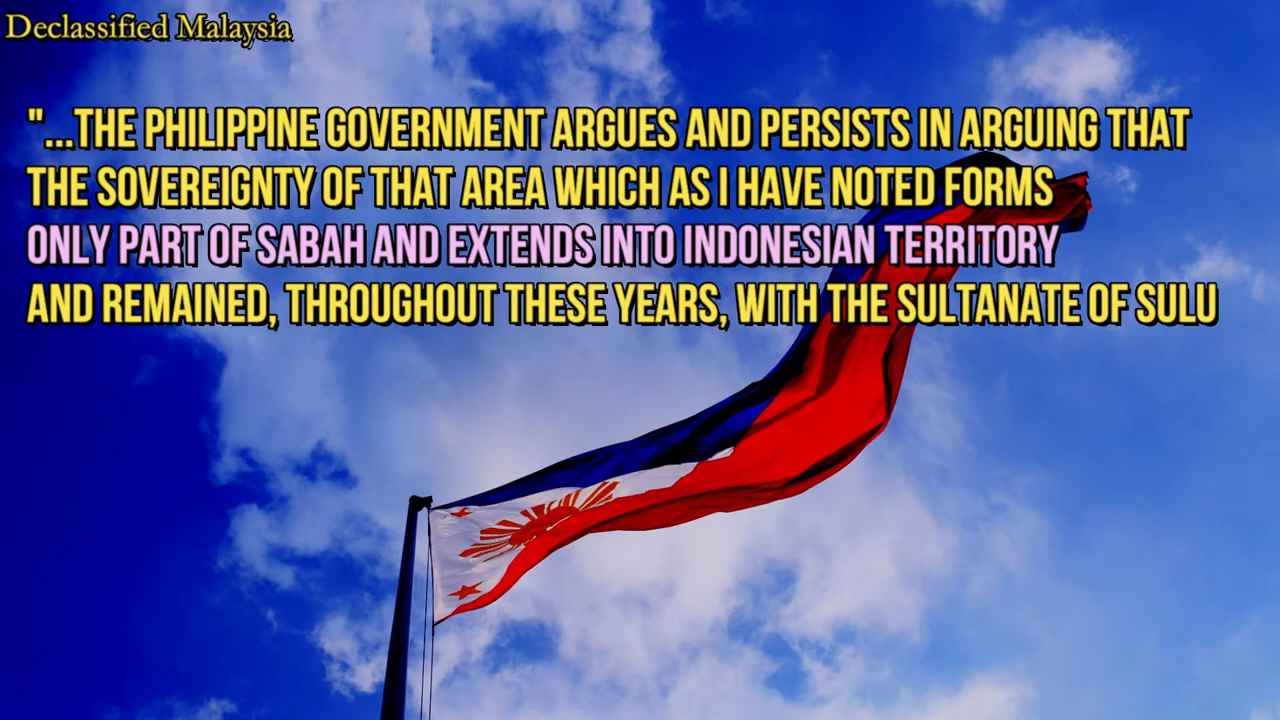 Declassified Malaysia
"...THE PHILIPPINE GOVERNMENT ARGUES AND PERSISTS IN ARGUING THAT
THE SOVEREIGNTY OF THAT AREA WHICH AS I HAVE NOTED FORMS
ONLY PART OF SABAH AND EXTENDS INTO INDONESIAN TERRITORY
AND REMAINED, THROUGHOUT THESE YEARS, WITH THE SULTANATE OF SULU